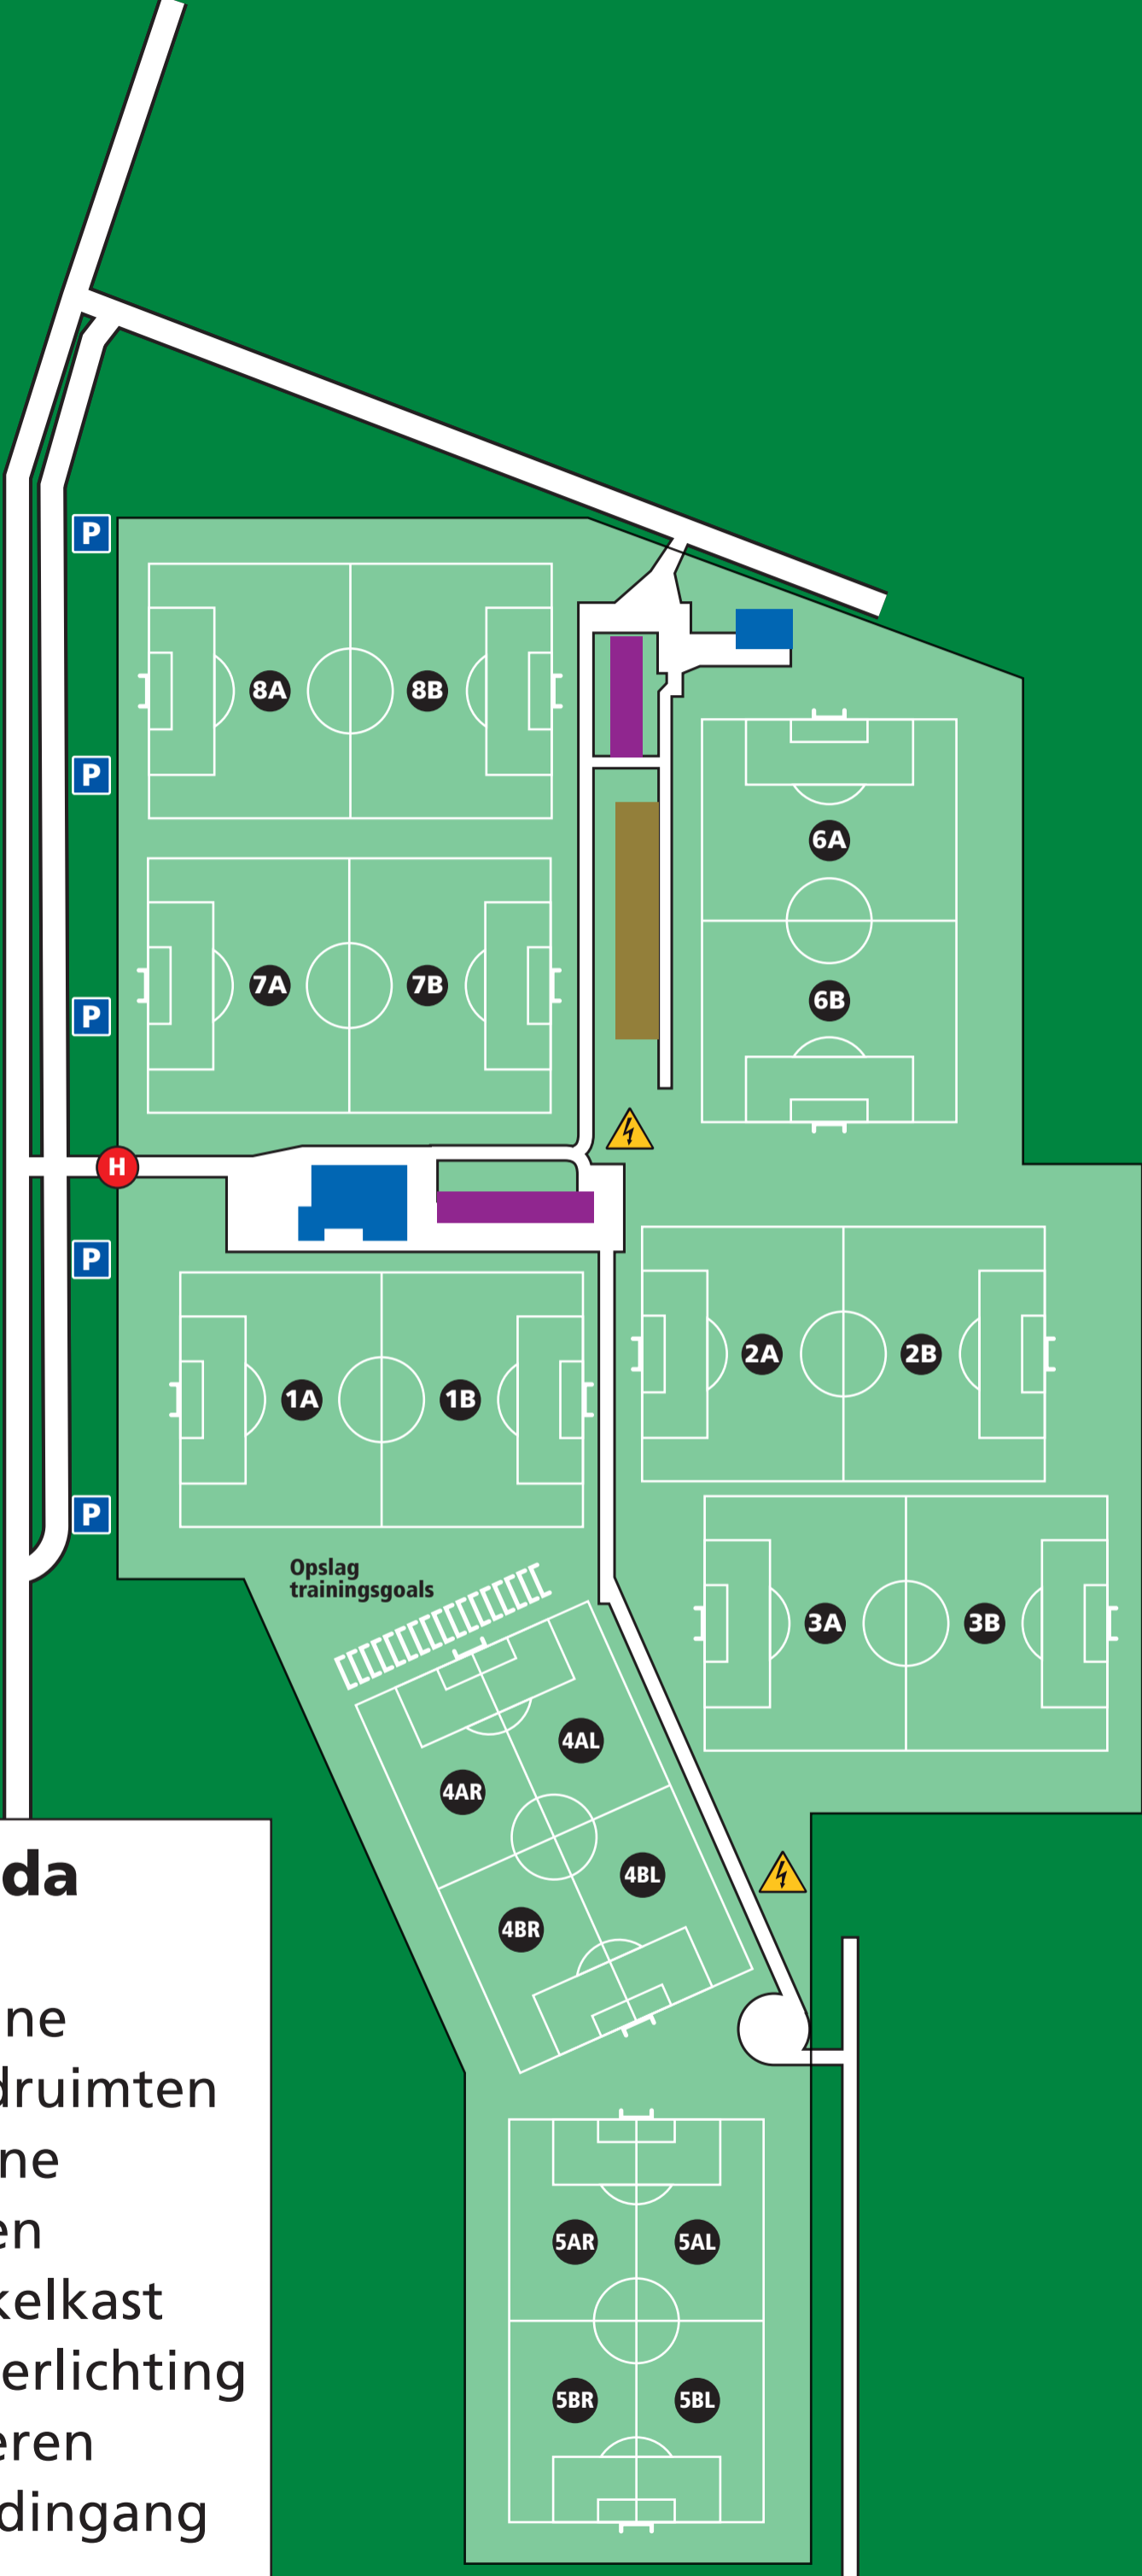 P
8A 8B
6A
P
7A 7B
6B
P
H
P
2A 2B
1A 1B
P
Opslag
trainingsgoals
3A 3B
4AL
4AR
4BL
4BR
5AR 5AL
5BR 5BL
da
ne
druimten
ne
en
kelkast
erlichting
eren
dingang